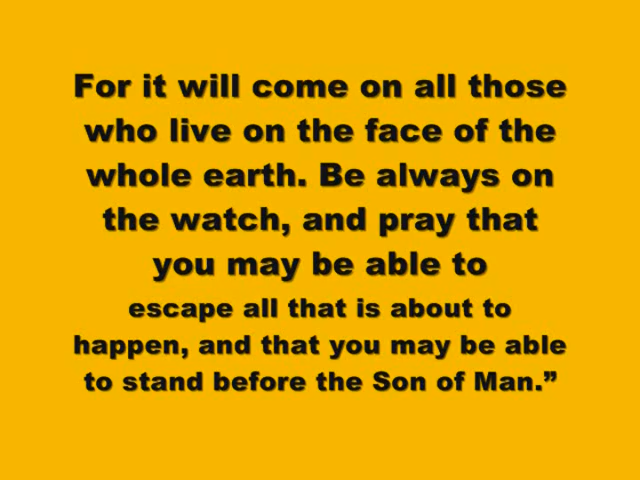 For it will come on all those
who live on the face of the
whole earth. Be always on
the watch, and pray that
you may be able to
escape all that is about to
happen, and that you may be able
to stand before the Son of Man.”